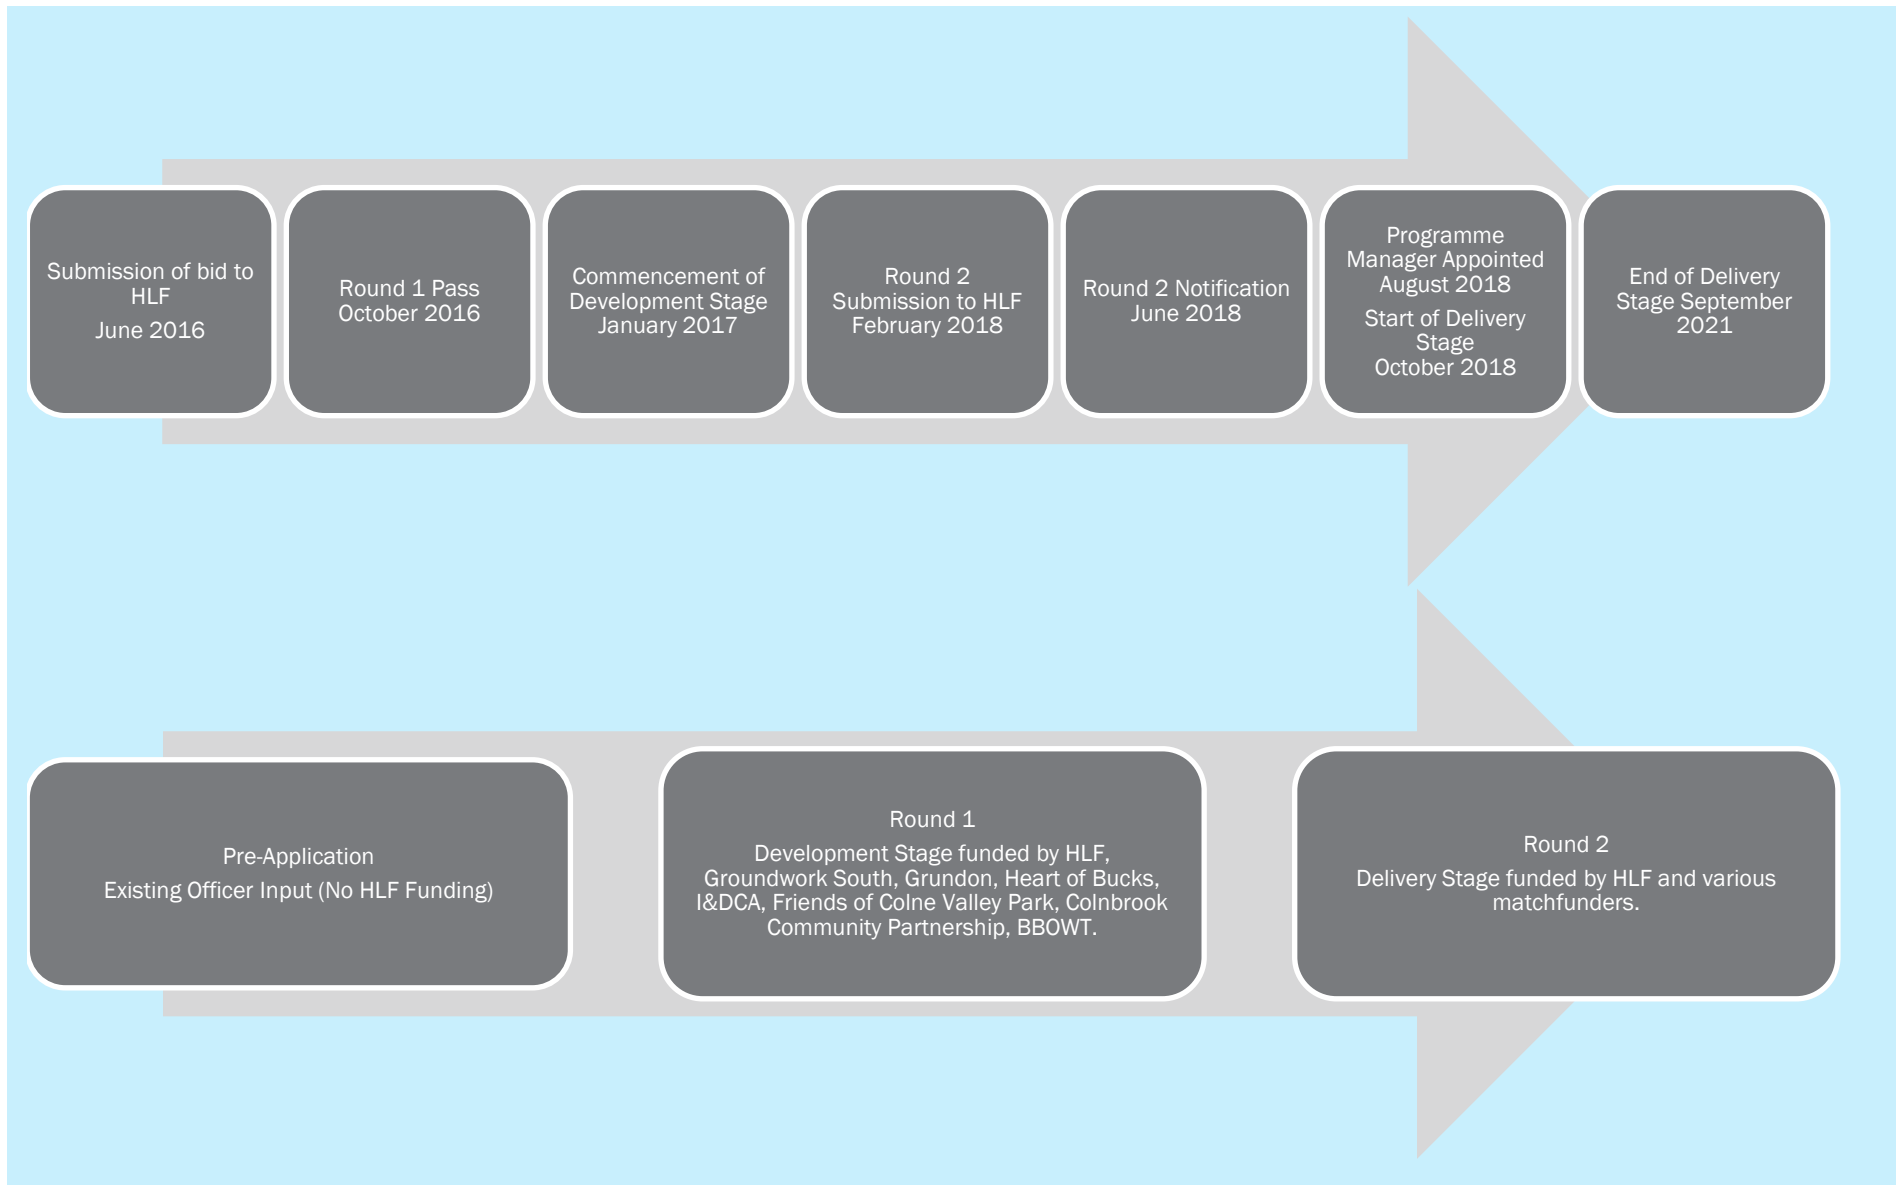 Submission of bid to
HLF
June 2016
Round 1 Pass
October 2016
Commencement of
Development Stage
January 2017
Round 2
Submission to HLF
February 2018
Round 2 Notification
June 2018
Programme
Manager Appointed
August 2018
Start of Delivery
Stage
October 2018
End of Delivery
Stage September
2021
Pre-Application
Existing Officer Input (No HLF Funding)
Round 1
Development Stage funded by HLF,
Groundwork South, Grundon, Heart of Bucks,
I&DCA, Friends of Colne Valley Park, Colnbrook
Community Partnership, BBOWT.
Round 2
Delivery Stage funded by HLF and various
matchfunders.